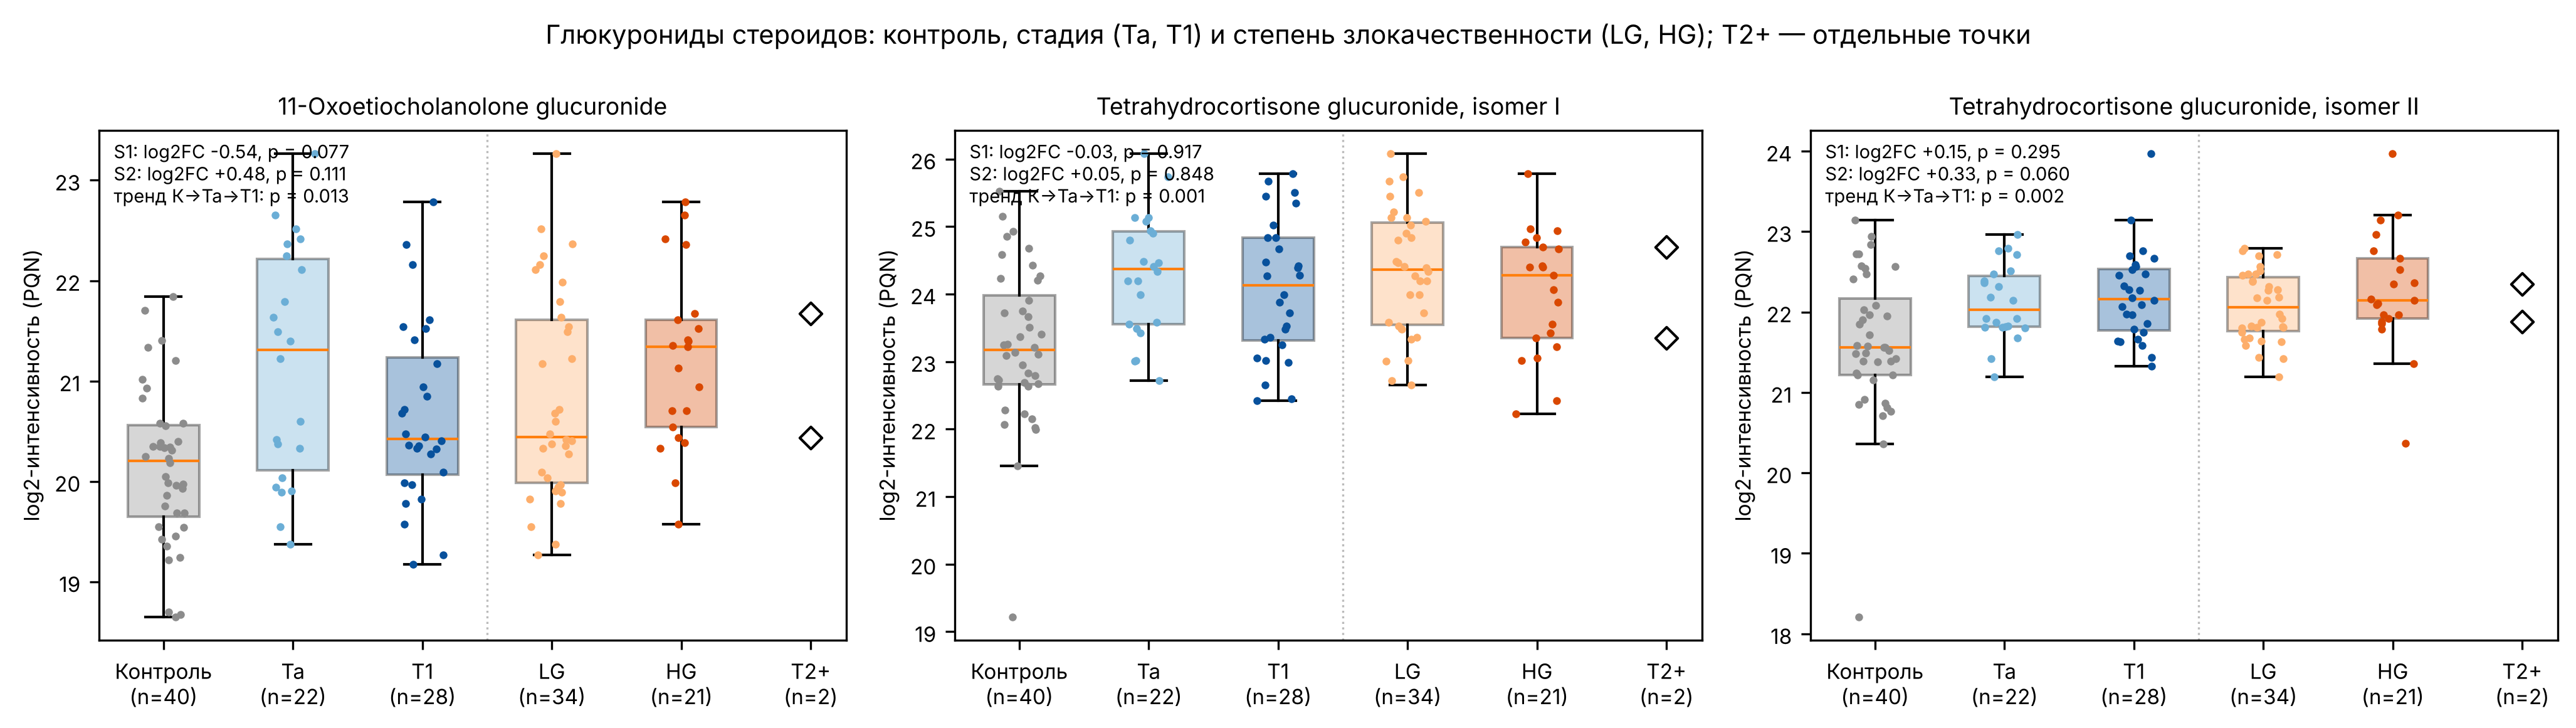 Глюкурониды стероидов: контроль, стадия (Ta, T1) и степень злокачественности (LG, HG); T2+ — отдельные точки
11-Oxoetiocholanolone glucuronide
S1: log2FC -0.54, p = 0.077
S2: log2FC +0.48, p = 0.111
тренд К→Ta→T1: p = 0.013
log2-интенсивность (PQN)
23
22
21
20
19
Контроль (n=40)
Ta (n=22)
T1 (n=28)
LG (n=34)
HG (n=21)
T2+ (n=2)
Tetrahydrocortisone glucuronide, isomer I
S1: log2FC -0.03, p = 0.917
S2: log2FC +0.05, p = 0.848
тренд К→Ta→T1: p = 0.001
log2-интенсивность (PQN)
26
25
24
23
22
21
20
19
Контроль (n=40)
Ta (n=22)
T1 (n=28)
LG (n=34)
HG (n=21)
T2+ (n=2)
Tetrahydrocortisone glucuronide, isomer II
S1: log2FC +0.15, p = 0.295
S2: log2FC +0.33, p = 0.060
тренд К→Ta→T1: p = 0.002
log2-интенсивность (PQN)
24
23
22
21
20
19
18
Контроль (n=40)
Ta (n=22)
T1 (n=28)
LG (n=34)
HG (n=21)
T2+ (n=2)